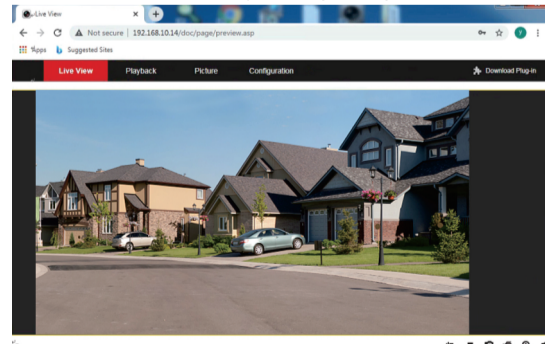 Live View
Not secure | 192.168.10.14/doc/page/preview.asp
Apps Suggested Sites
Live View Playback Picture Configuration Download Plug-in